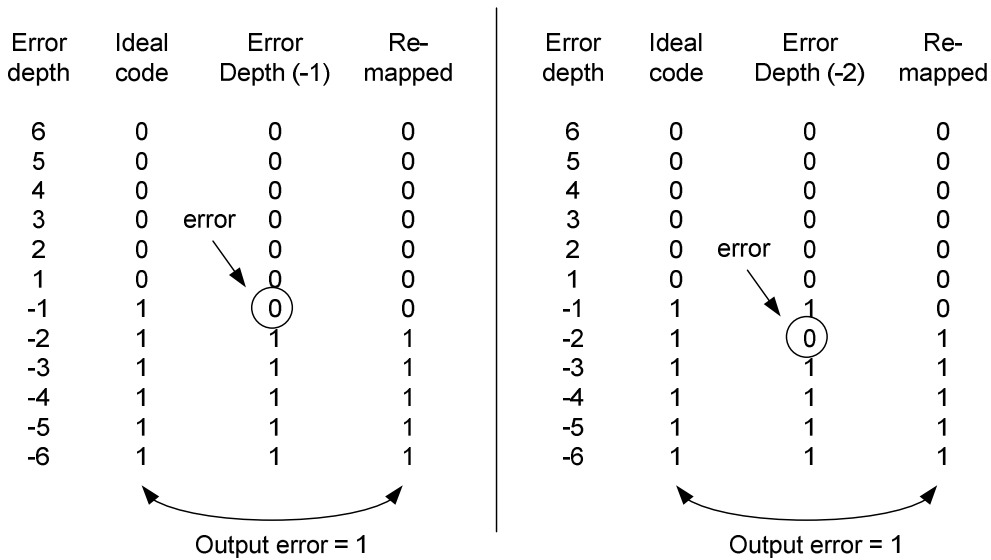 Error Ideal Error Re-
depth code Depth (-1) mapped
6 0 0 0
5 0 0 0
4 0 0 0
3 0 error 0 0
2 0 0 0
1 0 0 0
-1 1 0 0
-2 1 1 1
-3 1 1 1
-4 1 1 1
-5 1 1 1
-6 1 1 1
Output error = 1
Error Ideal Error Re-
depth code Depth (-2) mapped
6 0 0 0
5 0 0 0
4 0 0 0
3 0 0 0
2 0 error 0 0
1 0 0 0
-1 1 1 0
-2 1 0 1
-3 1 1 1
-4 1 1 1
-5 1 1 1
-6 1 1 1
Output error = 1